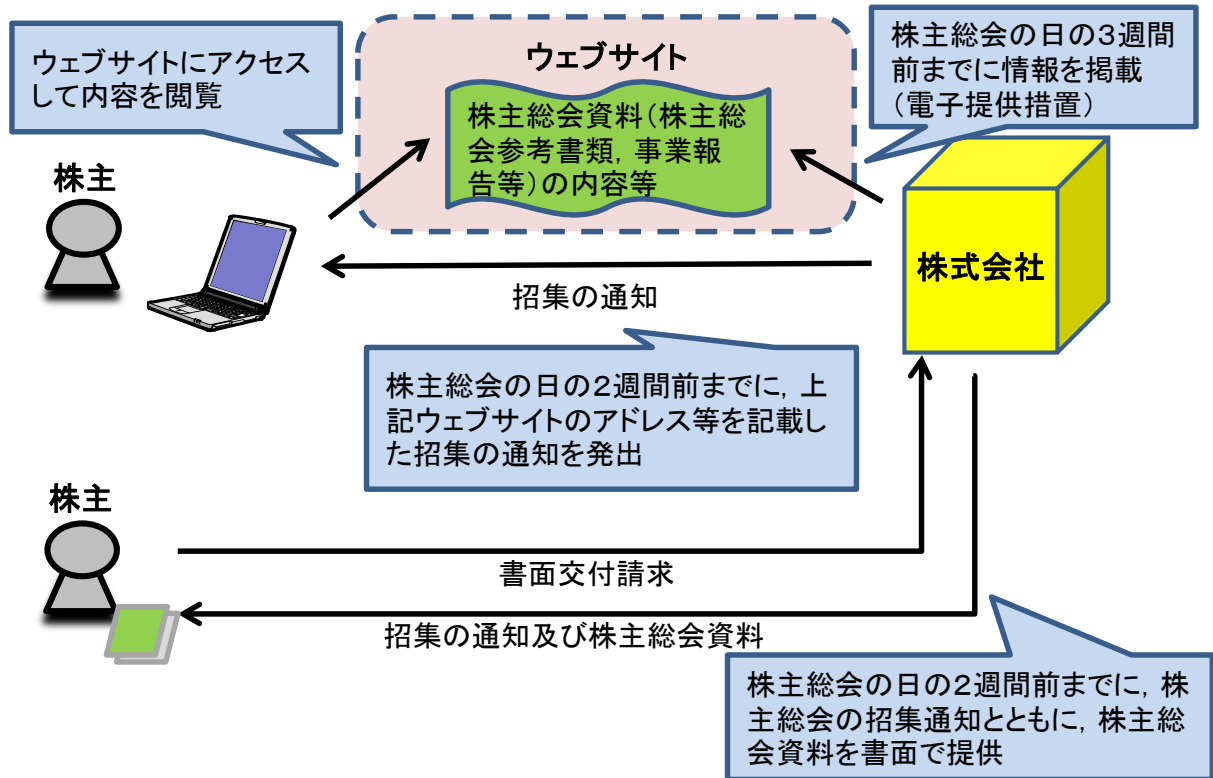 ウェブサイトにアクセス
して内容を閲覧
ウェブサイト
株主総会資料(株主総
会参考書類, 事業報
告等)の内容等
株主総会の日の3週間
前までに情報を掲載
(電子提供措置)
株主
株式会社
招集の通知
株主総会の日の2週間前までに, 上
記ウェブサイトのアドレス等を記載し
た招集の通知を発出
株主
書面交付請求
招集の通知及び株主総会資料
株主総会の日の2週間前までに, 株
主総会の招集通知とともに, 株主総
会資料を書面で提供